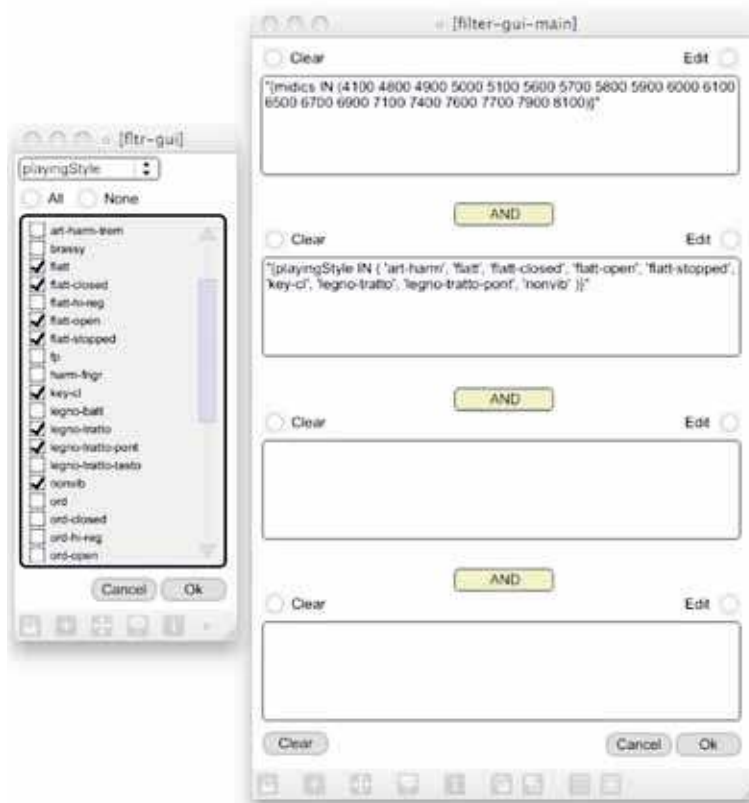 [fltr-gui]
playingStyle
All None
art-harm-trem
brassy
flatt
flatt-closed
flatt-hi-reg
flatt-open
flatt-stopped
fp
harm-fngr
key-cl
legno-batt
legno-tratto
legno-tratto-pont
legno-tratto-tasto
nonvib
ord
ord-closed
ord-hi-reg
ord-open
Cancel Ok
[filter-gui-main]
Clear Edit
"{midics IN (4100 4800 4900 5000 5100 5600 5700 5800 5900 6000 6100
6500 6700 6900 7100 7400 7600 7700 7900 8100)}"
AND
Clear Edit
"{playingStyle IN ( 'art-harm', 'flatt', 'flatt-closed', 'flatt-open', 'flatt-stopped',
'key-cl', 'legno-tratto', 'legno-tratto-pont', 'nonvib' )}"
AND
Clear Edit
AND
Clear Edit
Clear Cancel Ok